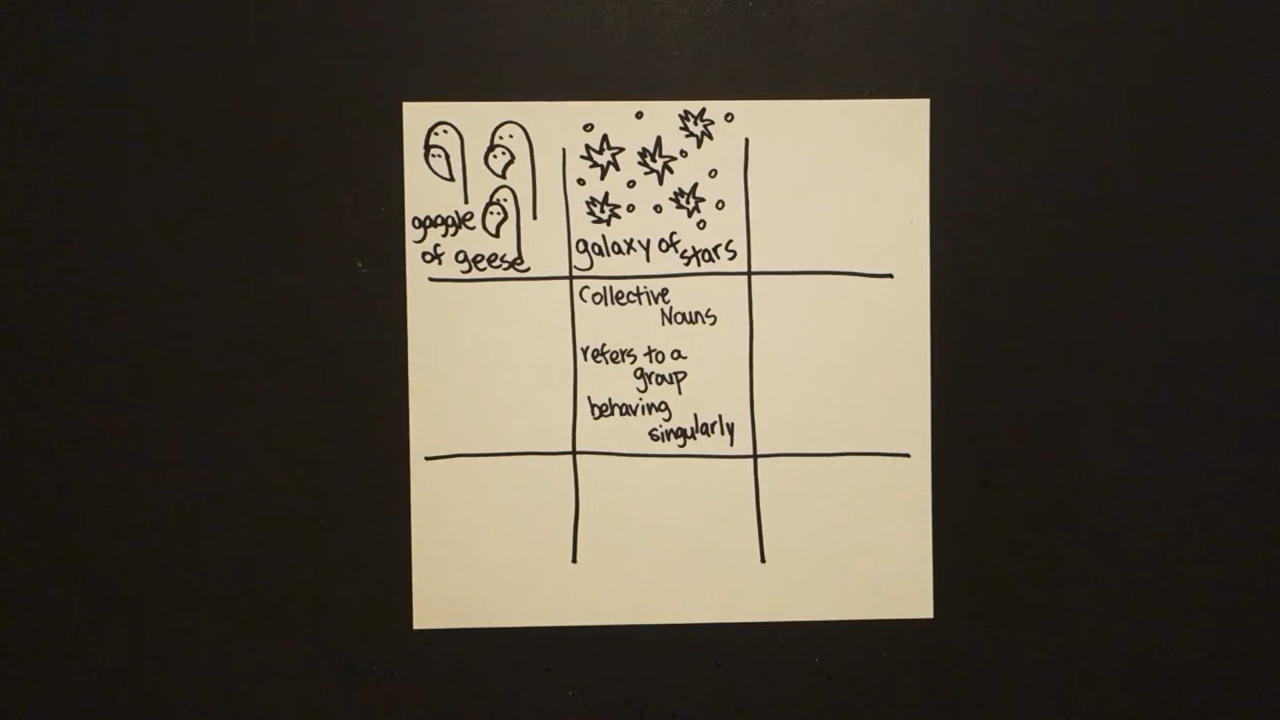 gaggle
of geese
galaxy of stars
Collective
Nouns
refers to a
group
behaving
singularly